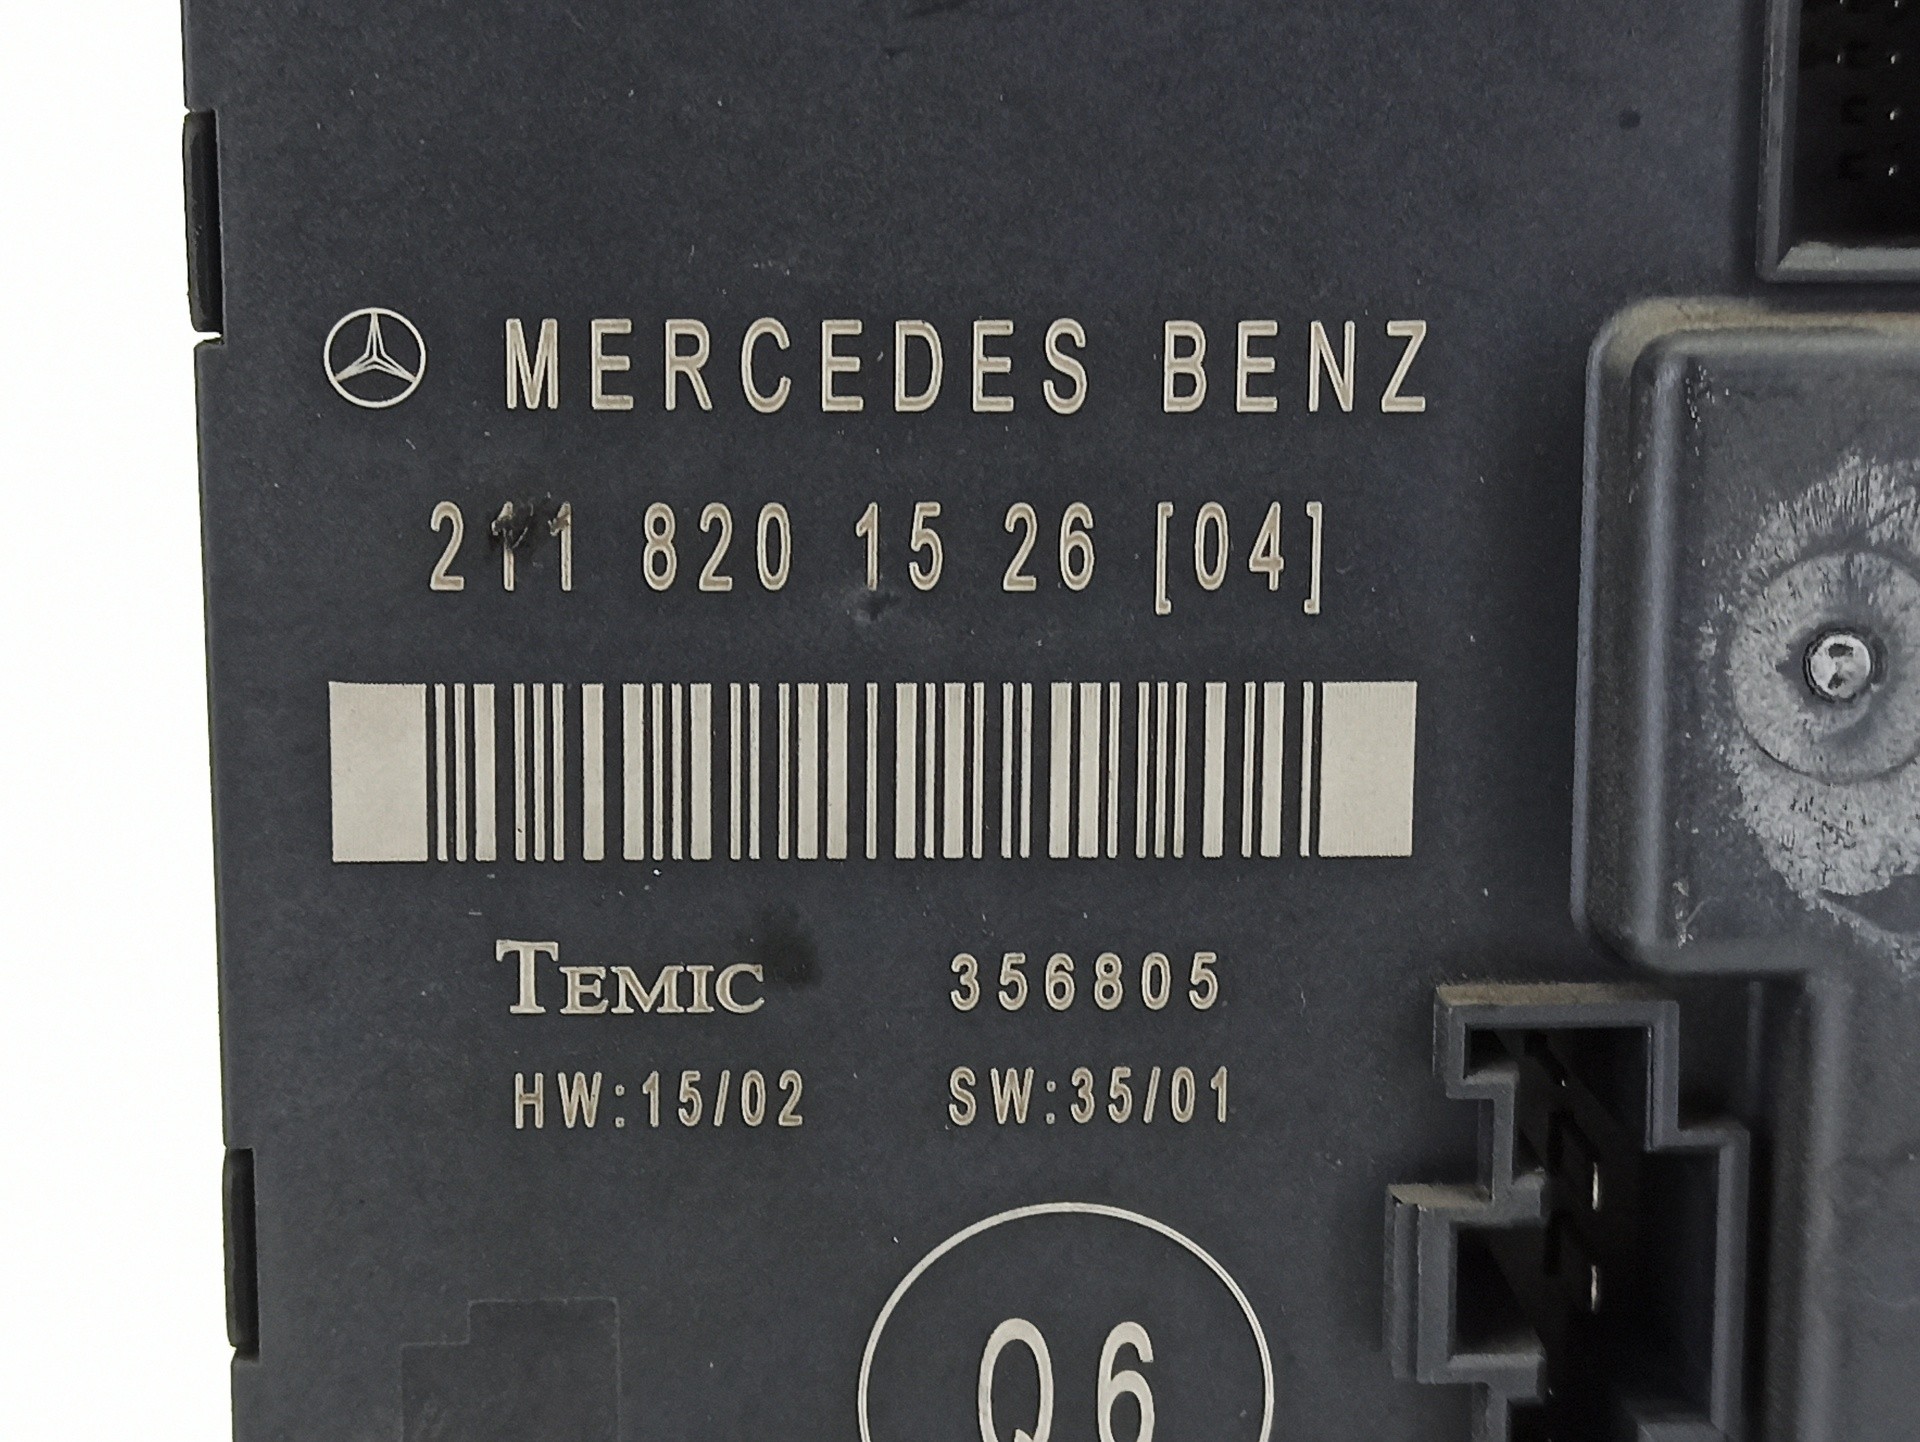 MERCEDES BENZ
211 820 15 26 [04]
TEMIC 356805
HW:15/02 SW:35/01
Q6